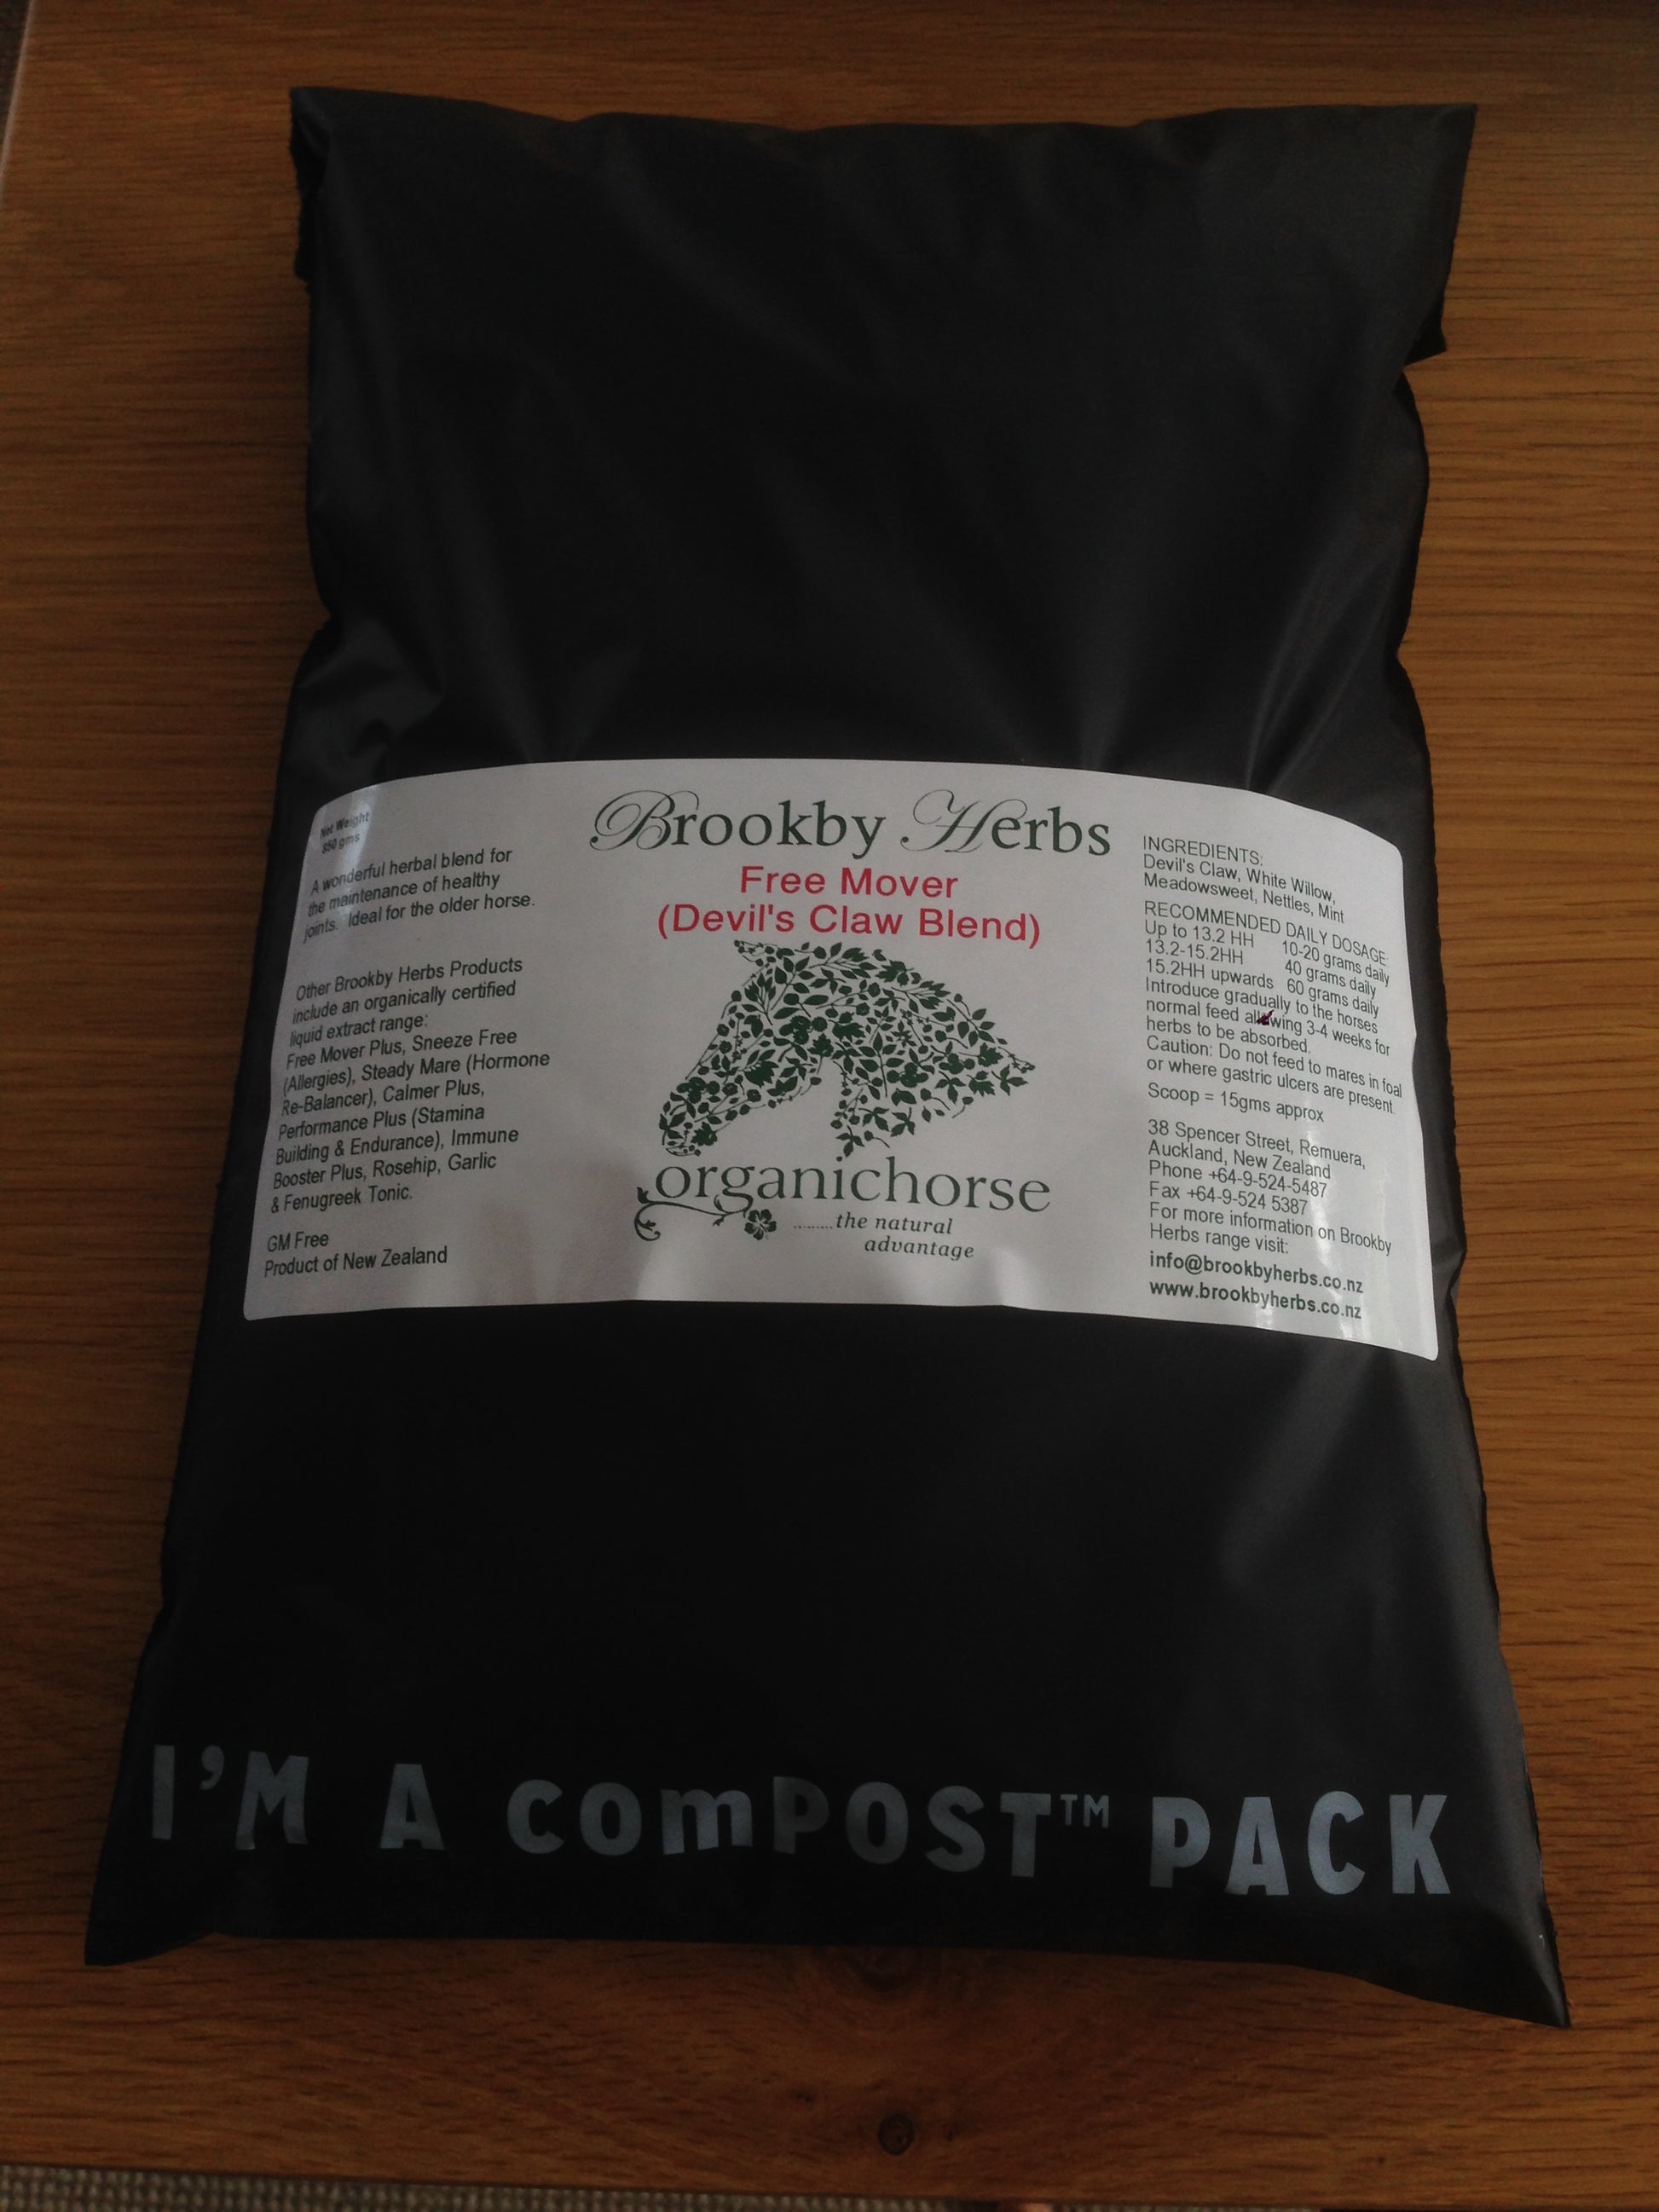 Net Weight
850 gms
A wonderful herbal blend for
the maintenance of healthy
joints. Ideal for the older horse.
Other Brookby Herbs Products
include an organically certified
liquid extract range:
Free Mover Plus, Sneeze Free
(Allergies), Steady Mare (Hormone
Re-Balancer), Calmer Plus,
Performance Plus (Stamina
Building & Endurance), Immune
Booster Plus, Rosehip, Garlic
& Fenugreek Tonic.
GM Free
Product of New Zealand
Brookby Herbs
Free Mover
(Devil's Claw Blend)
organichorse
.........the natural
advantage
INGREDIENTS:
Devil's Claw, White Willow,
Meadowsweet, Nettles, Mint
RECOMMENDED DAILY DOSAGE:
Up to 13.2 HH 10-20 grams daily
13.2-15.2HH 40 grams daily
15.2HH upwards 60 grams daily
Introduce gradually to the horses
normal feed allowing 3-4 weeks for
herbs to be absorbed.
Caution: Do not feed to mares in foal
or where gastric ulcers are present.
Scoop = 15gms approx
38 Spencer Street, Remuera,
Auckland, New Zealand
Phone +64-9-524-5487
Fax +64-9-524 5387
For more information on Brookby
Herbs range visit:
info@brookbyherbs.co.nz
www.brookbyherbs.co.nz
I'M A comPOST™ PACK